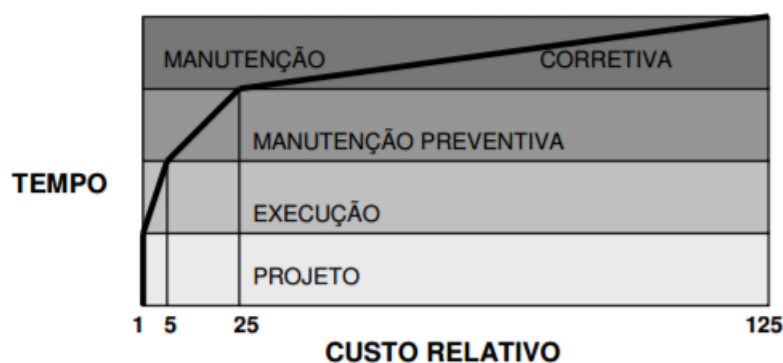 MANUTENÇÃO CORRETIVA
MANUTENÇÃO PREVENTIVA
TEMPO
EXECUÇÃO
PROJETO
1 5 25 125
CUSTO RELATIVO